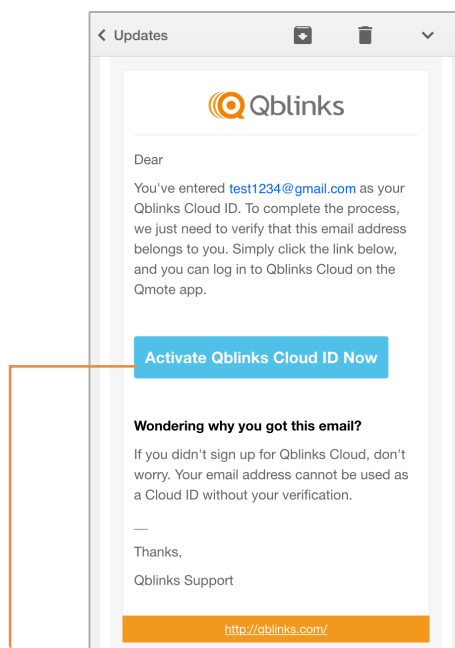 Updates
Qblinks
Dear
You've entered test1234@gmail.com as your
Qblinks Cloud ID. To complete the process,
we just need to verify that this email address
belongs to you. Simply click the link below,
and you can log in to Qblinks Cloud on the
Qmote app.
Activate Qblinks Cloud ID Now
Wondering why you got this email?
If you didn't sign up for Qblinks Cloud, don't
worry. Your email address cannot be used as
a Cloud ID without your verification.
—
Thanks,
Qblinks Support
http://qblinks.com/